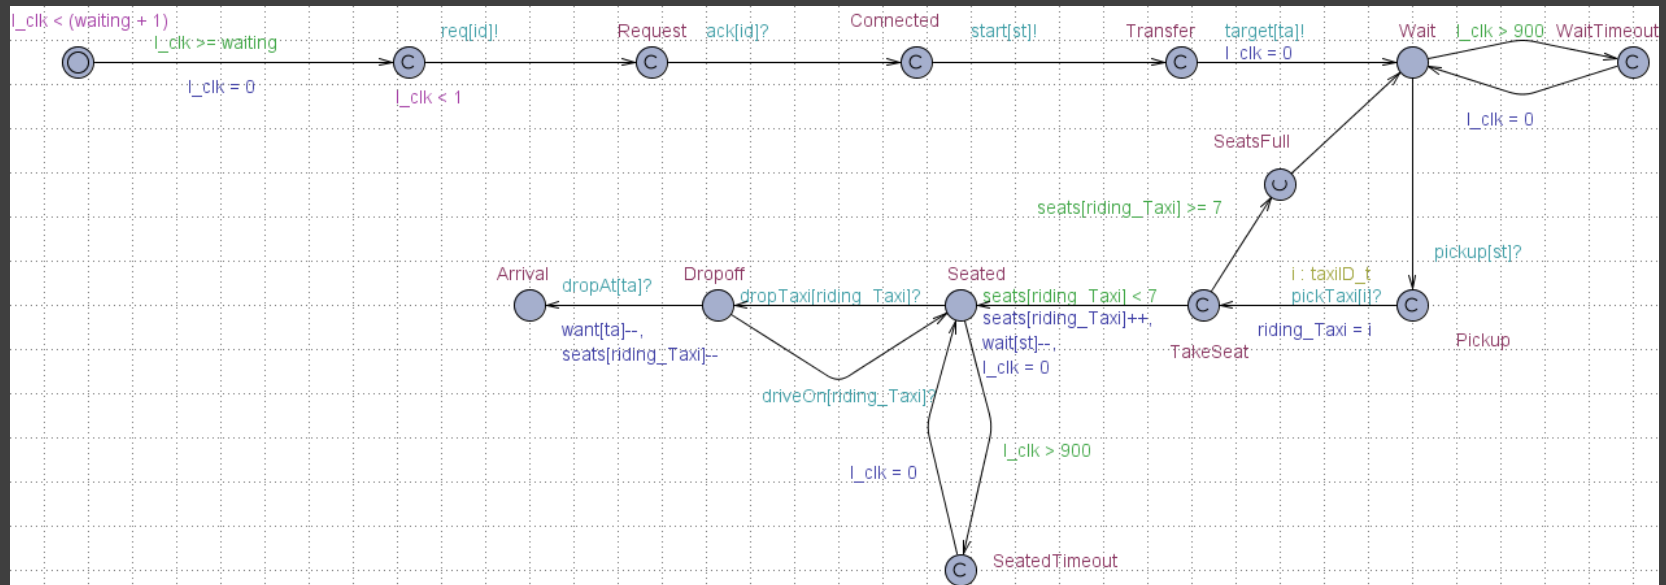 l_clk < (waiting + 1)
l_clk >= waiting
l_clk = 0
C
l_clk < 1
req[id]!
Request
C
ack[id]?
Connected
C
start[st]!
Transfer
C
target[ta]!
l_clk = 0
Wait
l_clk > 900
WaitTimeout
C
l_clk = 0
SeatsFull
U
seats[riding_Taxi] >= 7
pickup[st]?
Arrival
dropAt[ta]?
want[ta]--,
seats[riding_Taxi]--
Dropoff
dropTaxi[riding_Taxi]?
driveOn[riding_Taxi]?
Seated
seats[riding_Taxi] < 7
seats[riding_Taxi]++,
wait[st]--,
l_clk = 0
C
TakeSeat
i : taxiID_t
pickTaxi[i]?
riding_Taxi = i
C
Pickup
l_clk > 900
l_clk = 0
C
SeatedTimeout